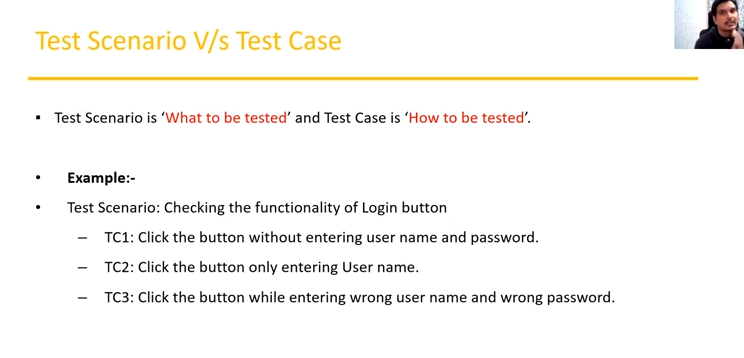 Test Scenario V/s Test Case
▪ Test Scenario is ‘What to be tested’ and Test Case is ‘How to be tested’.
• Example:-
• Test Scenario: Checking the functionality of Login button
– TC1: Click the button without entering user name and password.
– TC2: Click the button only entering User name.
– TC3: Click the button while entering wrong user name and wrong password.